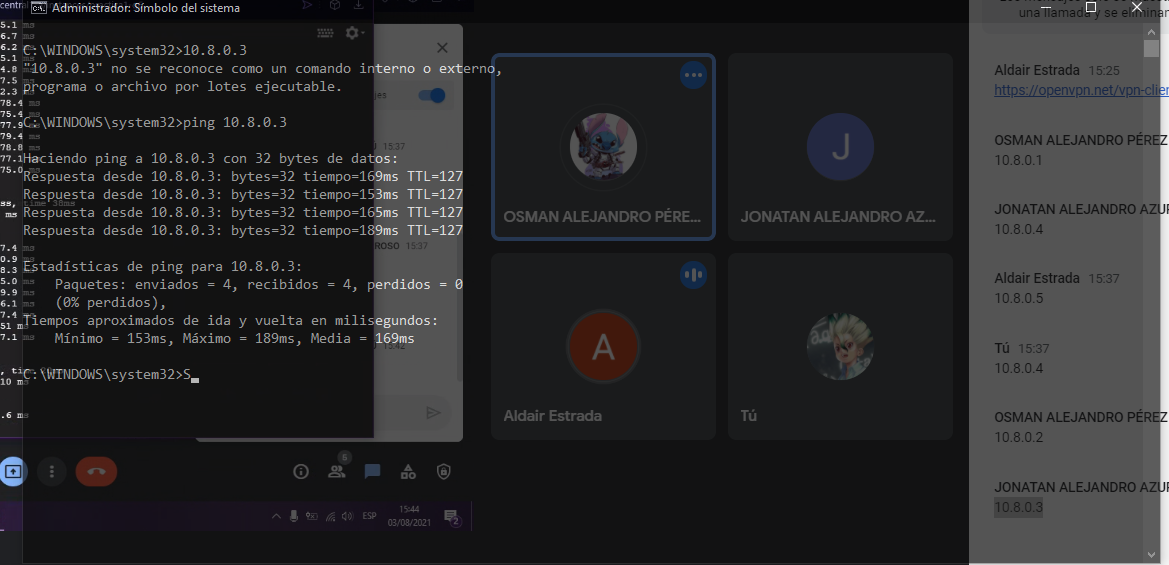 Administrador: Símbolo del sistema
C:\WINDOWS\system32>10.8.0.3
"10.8.0.3" no se reconoce como un comando interno o externo,
programa o archivo por lotes ejecutable.
C:\WINDOWS\system32>ping 10.8.0.3
Haciendo ping a 10.8.0.3 con 32 bytes de datos:
Respuesta desde 10.8.0.3: bytes=32 tiempo=169ms TTL=127
Respuesta desde 10.8.0.3: bytes=32 tiempo=153ms TTL=127
Respuesta desde 10.8.0.3: bytes=32 tiempo=165ms TTL=127
Respuesta desde 10.8.0.3: bytes=32 tiempo=189ms TTL=127
Estadísticas de ping para 10.8.0.3:
Paquetes: enviados = 4, recibidos = 4, perdidos = 0
(0% perdidos),
Tiempos aproximados de ida y vuelta en milisegundos:
Mínimo = 153ms, Máximo = 189ms, Media = 169ms
C:\WINDOWS\system32>S
15:37
15:37
15:42
OSMAN ALEJANDRO PÉRE...
J
JONATAN ALEJANDRO AZ...
A
Aldair Estrada
Tú
6
ESP
15:44
03/08/2021
2
una llamada y se eliminan
Aldair Estrada 15:25
https://openvpn.net/vpn-clier
OSMAN ALEJANDRO PÉREZ
10.8.0.1
JONATAN ALEJANDRO AZUR
10.8.0.4
Aldair Estrada 15:37
10.8.0.5
Tú 15:37
10.8.0.4
OSMAN ALEJANDRO PÉREZ
10.8.0.2
JONATAN ALEJANDRO AZUR
10.8.0.3